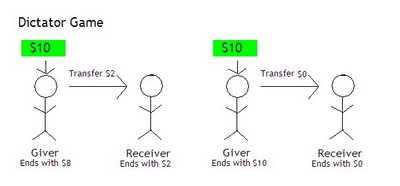 Dictator Game
$10
Transfer $2
Giver
Ends with $8
Receiver
Ends with $2
$10
Transfer $0
Giver
Ends with $10
Receiver
Ends with $0